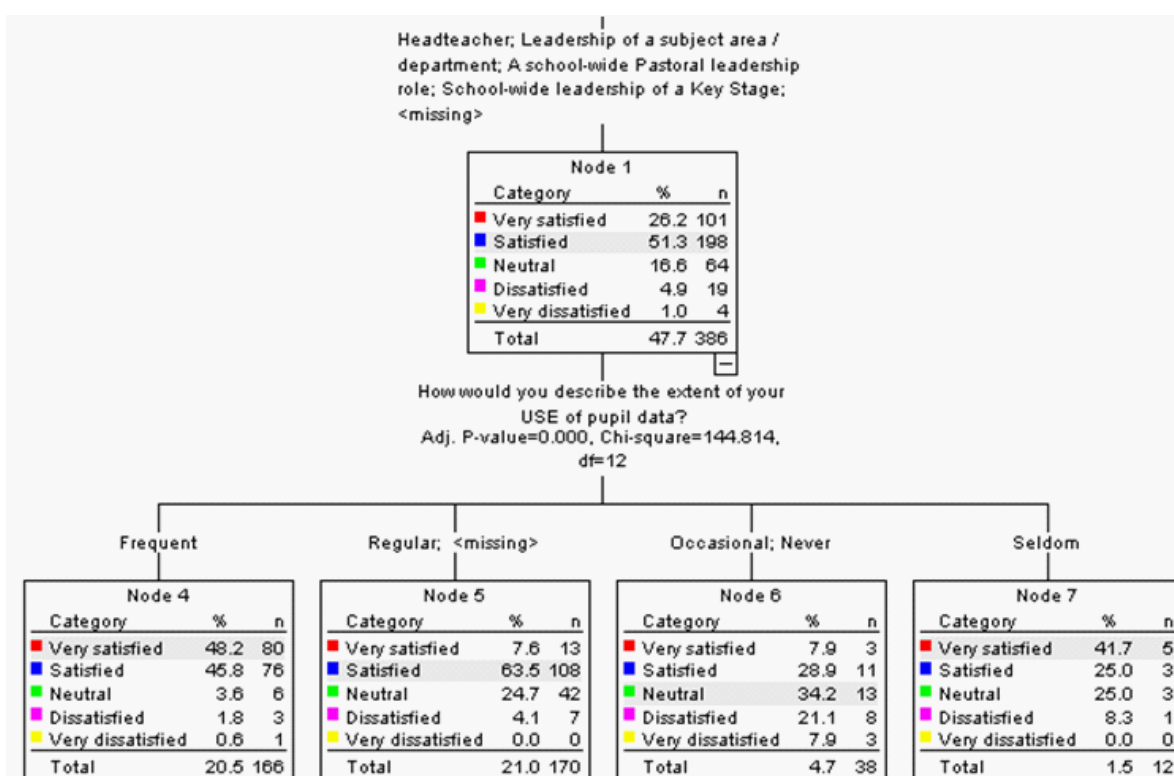 Headteacher; Leadership of a subject area /
department; A school-wide Pastoral leadership
role; School-wide leadership of a Key Stage;
<missing>
Node 1
Category % n
Very satisfied 26.2 101
Satisfied 51.3 198
Neutral 16.6 64
Dissatisfied 4.9 19
Very dissatisfied 1.0 4
Total 47.7 386
How would you describe the extent of your
USE of pupil data?
Adj. P-value=0.000, Chi-square=144.814,
df=12
Frequent
Node 4
Category % n
Very satisfied 48.2 80
Satisfied 45.8 76
Neutral 3.6 6
Dissatisfied 1.8 3
Very dissatisfied 0.6 1
Total 20.5 166
Regular; <missing>
Node 5
Category % n
Very satisfied 7.6 13
Satisfied 63.5 108
Neutral 24.7 42
Dissatisfied 4.1 7
Very dissatisfied 0.0 0
Total 21.0 170
Occasional; Never
Node 6
Category % n
Very satisfied 7.9 3
Satisfied 28.9 11
Neutral 34.2 13
Dissatisfied 21.1 8
Very dissatisfied 7.9 3
Total 4.7 38
Seldom
Node 7
Category % n
Very satisfied 41.7 5
Satisfied 25.0 3
Neutral 25.0 3
Dissatisfied 8.3 1
Very dissatisfied 0.0 0
Total 1.5 12